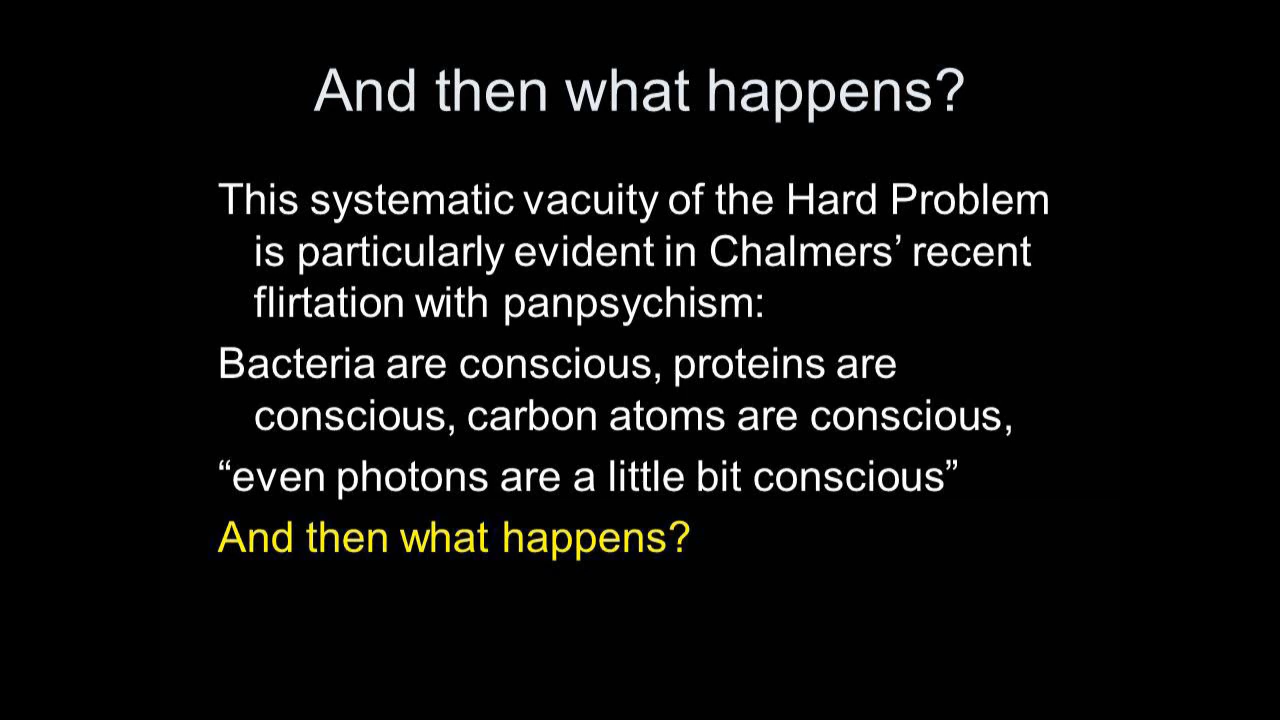 And then what happens?
This systematic vacuity of the Hard Problem
is particularly evident in Chalmers’ recent
flirtation with panpsychism:
Bacteria are conscious, proteins are
conscious, carbon atoms are conscious,
“even photons are a little bit conscious”
And then what happens?